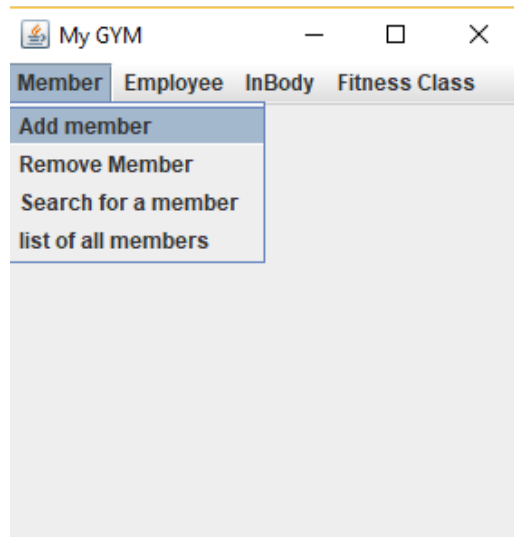 My GYM
Member Employee InBody Fitness Class
Add member
Remove Member
Search for a member
list of all members